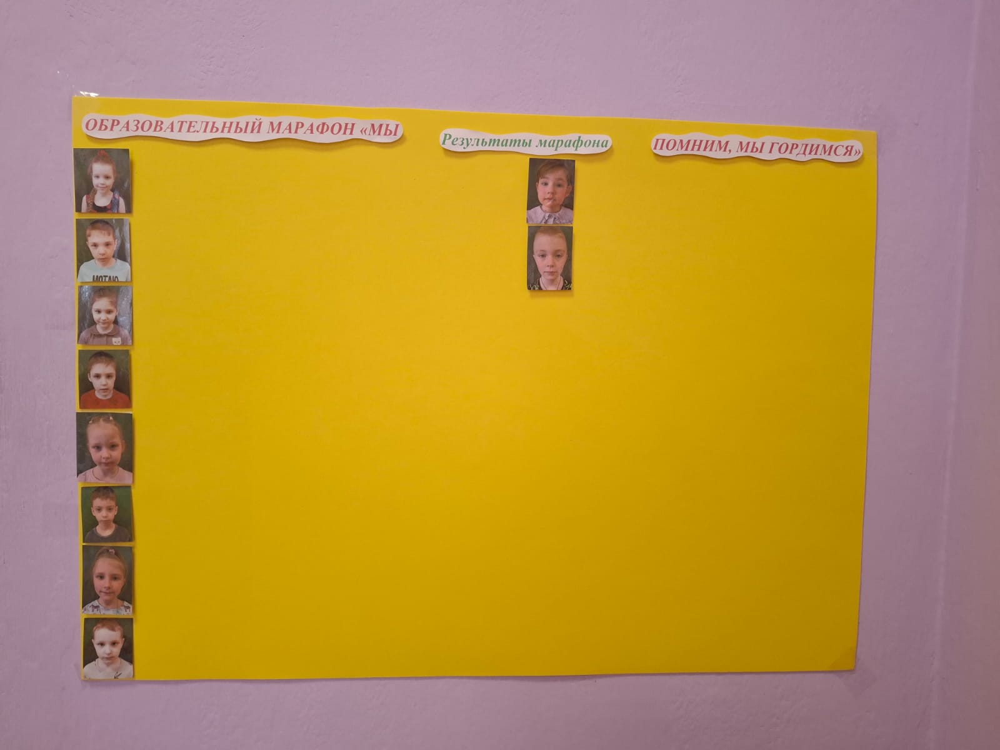 ОБРАЗОВАТЕЛЬНЫЙ МАРАФОН «МЫ
Результаты марафона
ПОМНИМ, МЫ ГОРДИМСЯ»